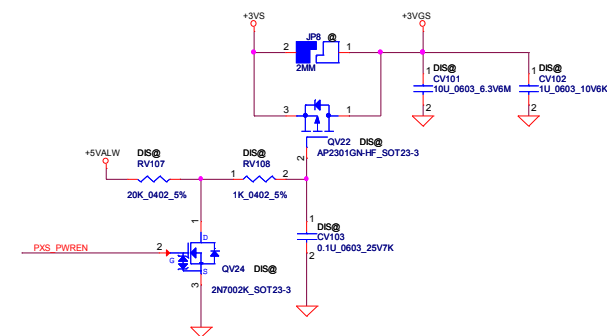 +3VS
+3VGS
JP8 @
2 1
2MM
DIS@
CV101
10U_0603_6.3V6M
1
2
DIS@
CV102
1U_0603_10V6K
1
2
3 1
QV22 DIS@
AP2301GN-HF_SOT23-3
2
+5VALW
DIS@
RV107
20K_0402_5%
DIS@
RV108
1 2
1K_0402_5%
1
DIS@
CV103
0.1U_0603_25V7K
2
1
D
PXS_PWREN
2
G
S
QV24 DIS@
3
2N7002K_SOT23-3